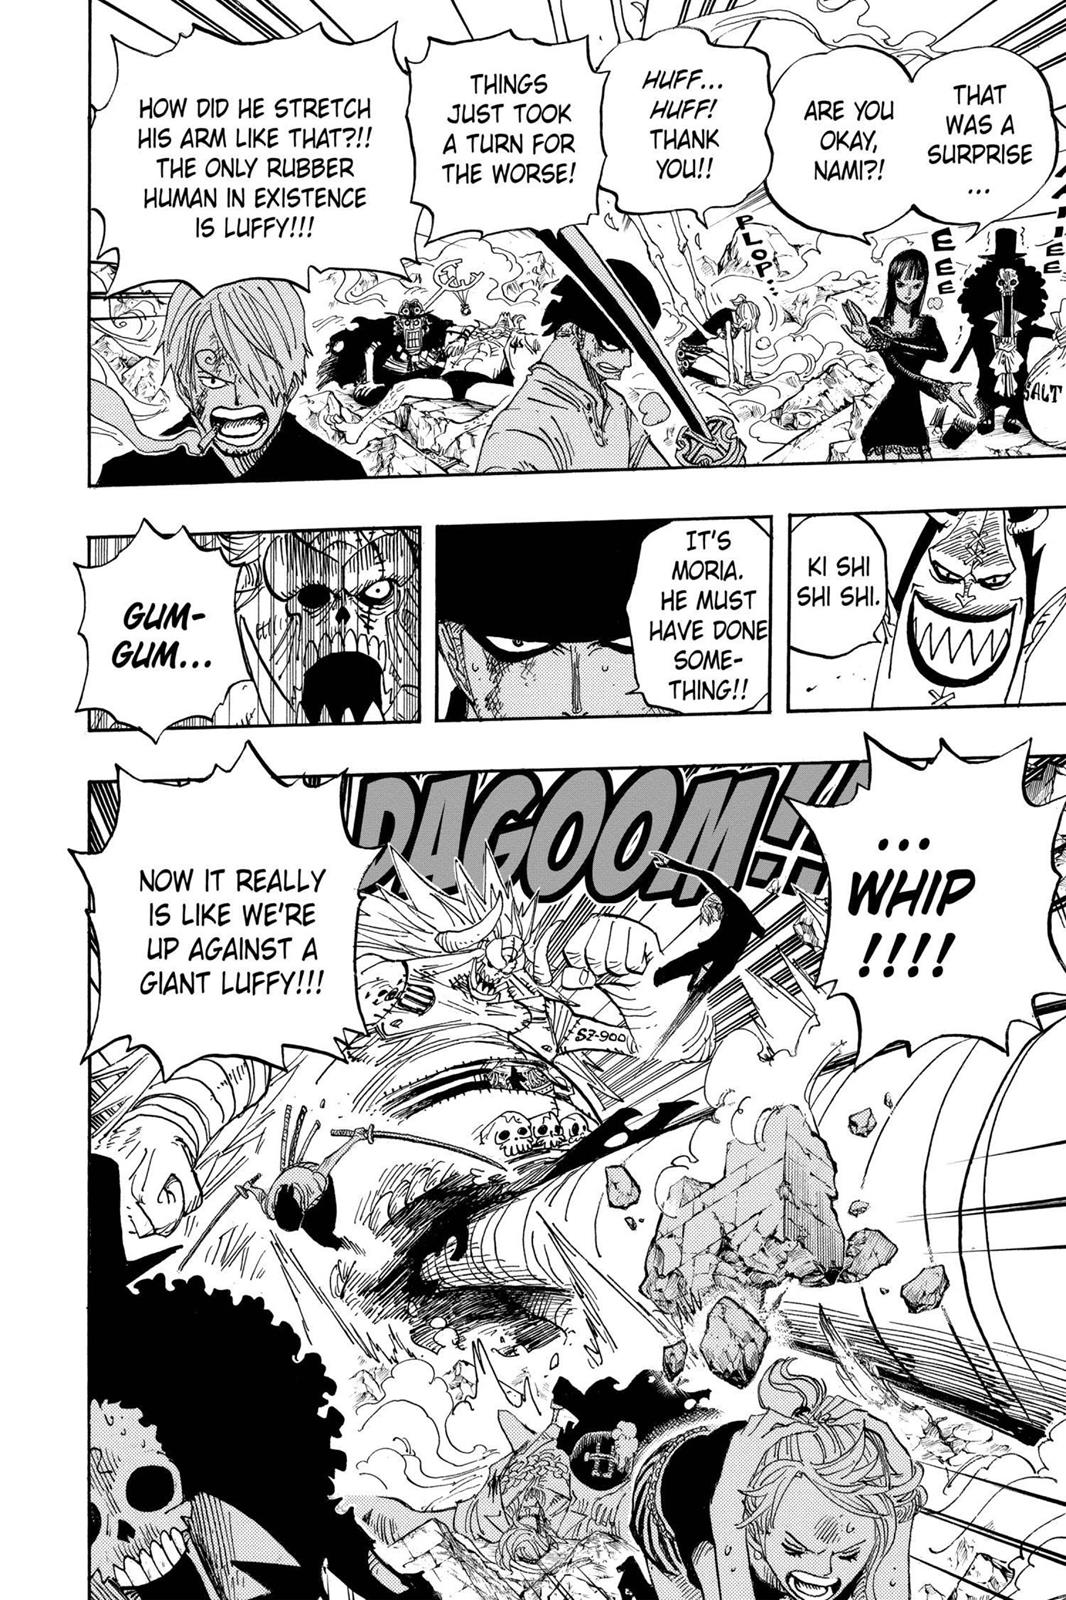 THAT
WAS A
SURPRISE
...
ARE YOU
OKAY,
NAMI?!
HUFF...
HUFF!
THANK
YOU!!
THINGS
JUST TOOK
A TURN FOR
THE WORSE!
HOW DID HE STRETCH
HIS ARM LIKE THAT?!!
THE ONLY RUBBER
HUMAN IN EXISTENCE
IS LUFFY!!!
EEEE
PLOP...
SALT
KI SHI
SHI SHI.
IT'S
MORIA.
HE MUST
HAVE DONE
SOME-
THING!!
GUM-
GUM...
...
WHIP
!!!!
DAGOOM!!
NOW IT REALLY
IS LIKE WE'RE
UP AGAINST A
GIANT LUFFY!!!
SZ-900